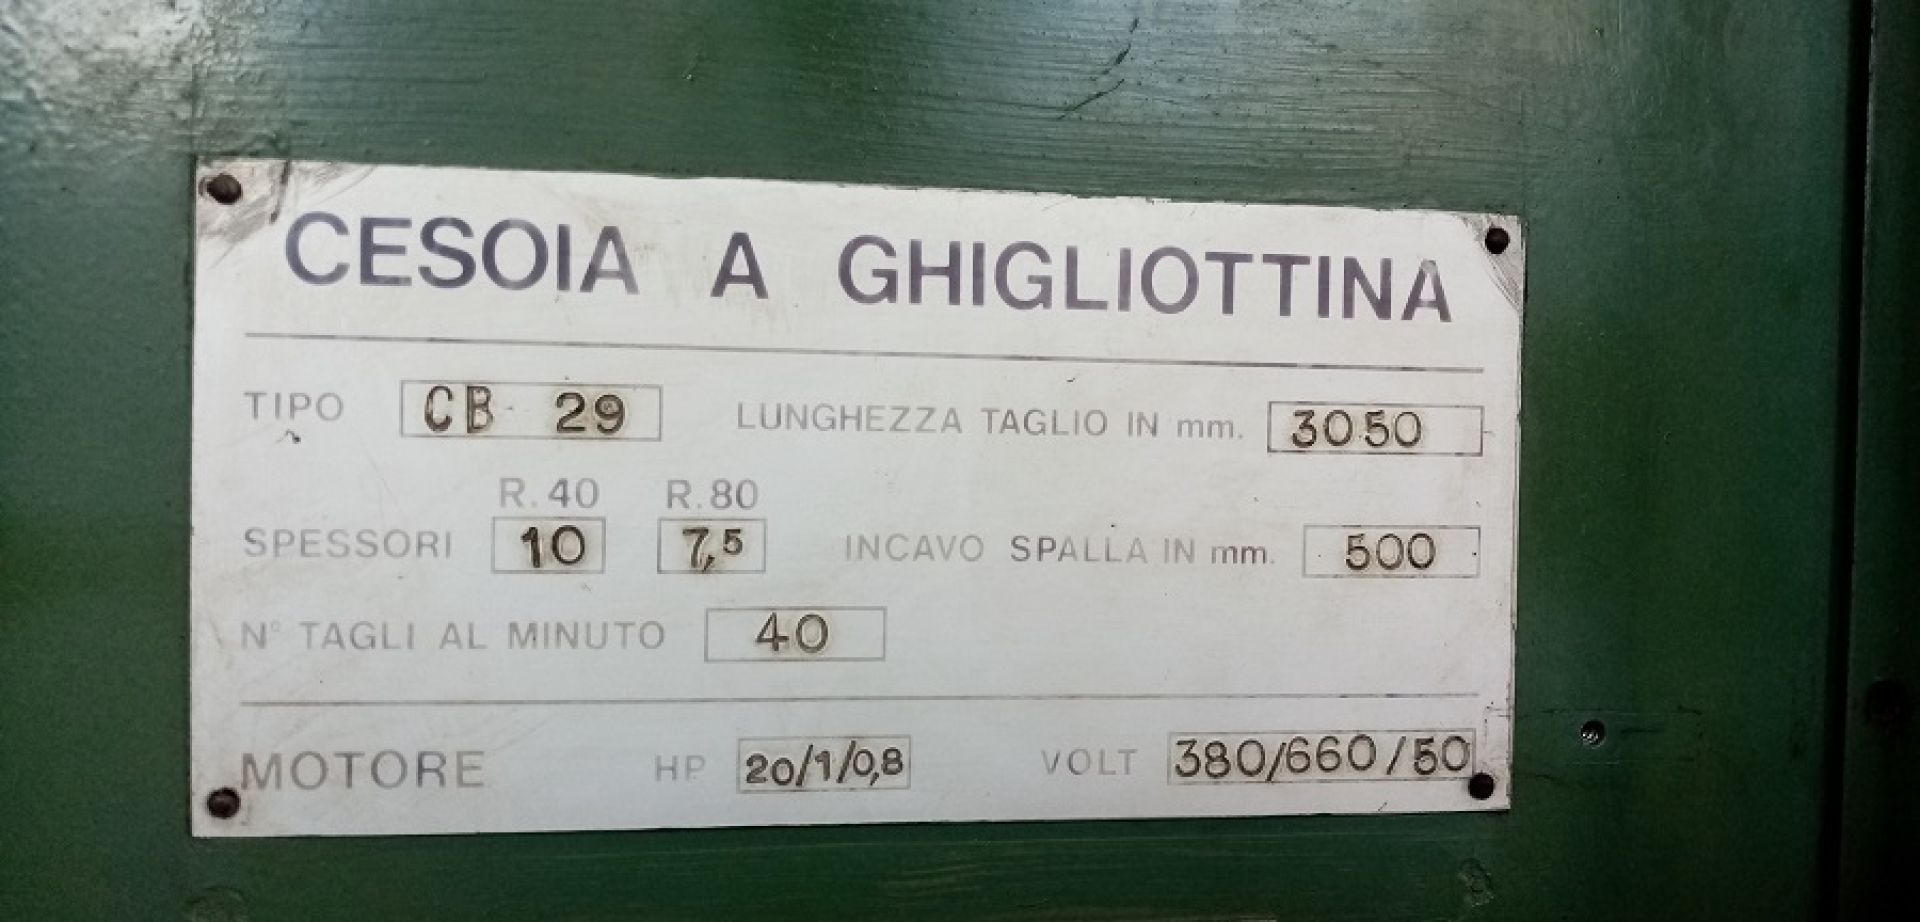 CESOIA A GHIGLIOTTINA
TIPO CB 29 LUNGHEZZA TAGLIO IN mm. 3050
R.40 R.80
SPESSORI 10 7,5 INCAVO SPALLA IN mm. 500
N° TAGLI AL MINUTO 40
MOTORE HP 20/1/0,8 VOLT 380/660/50